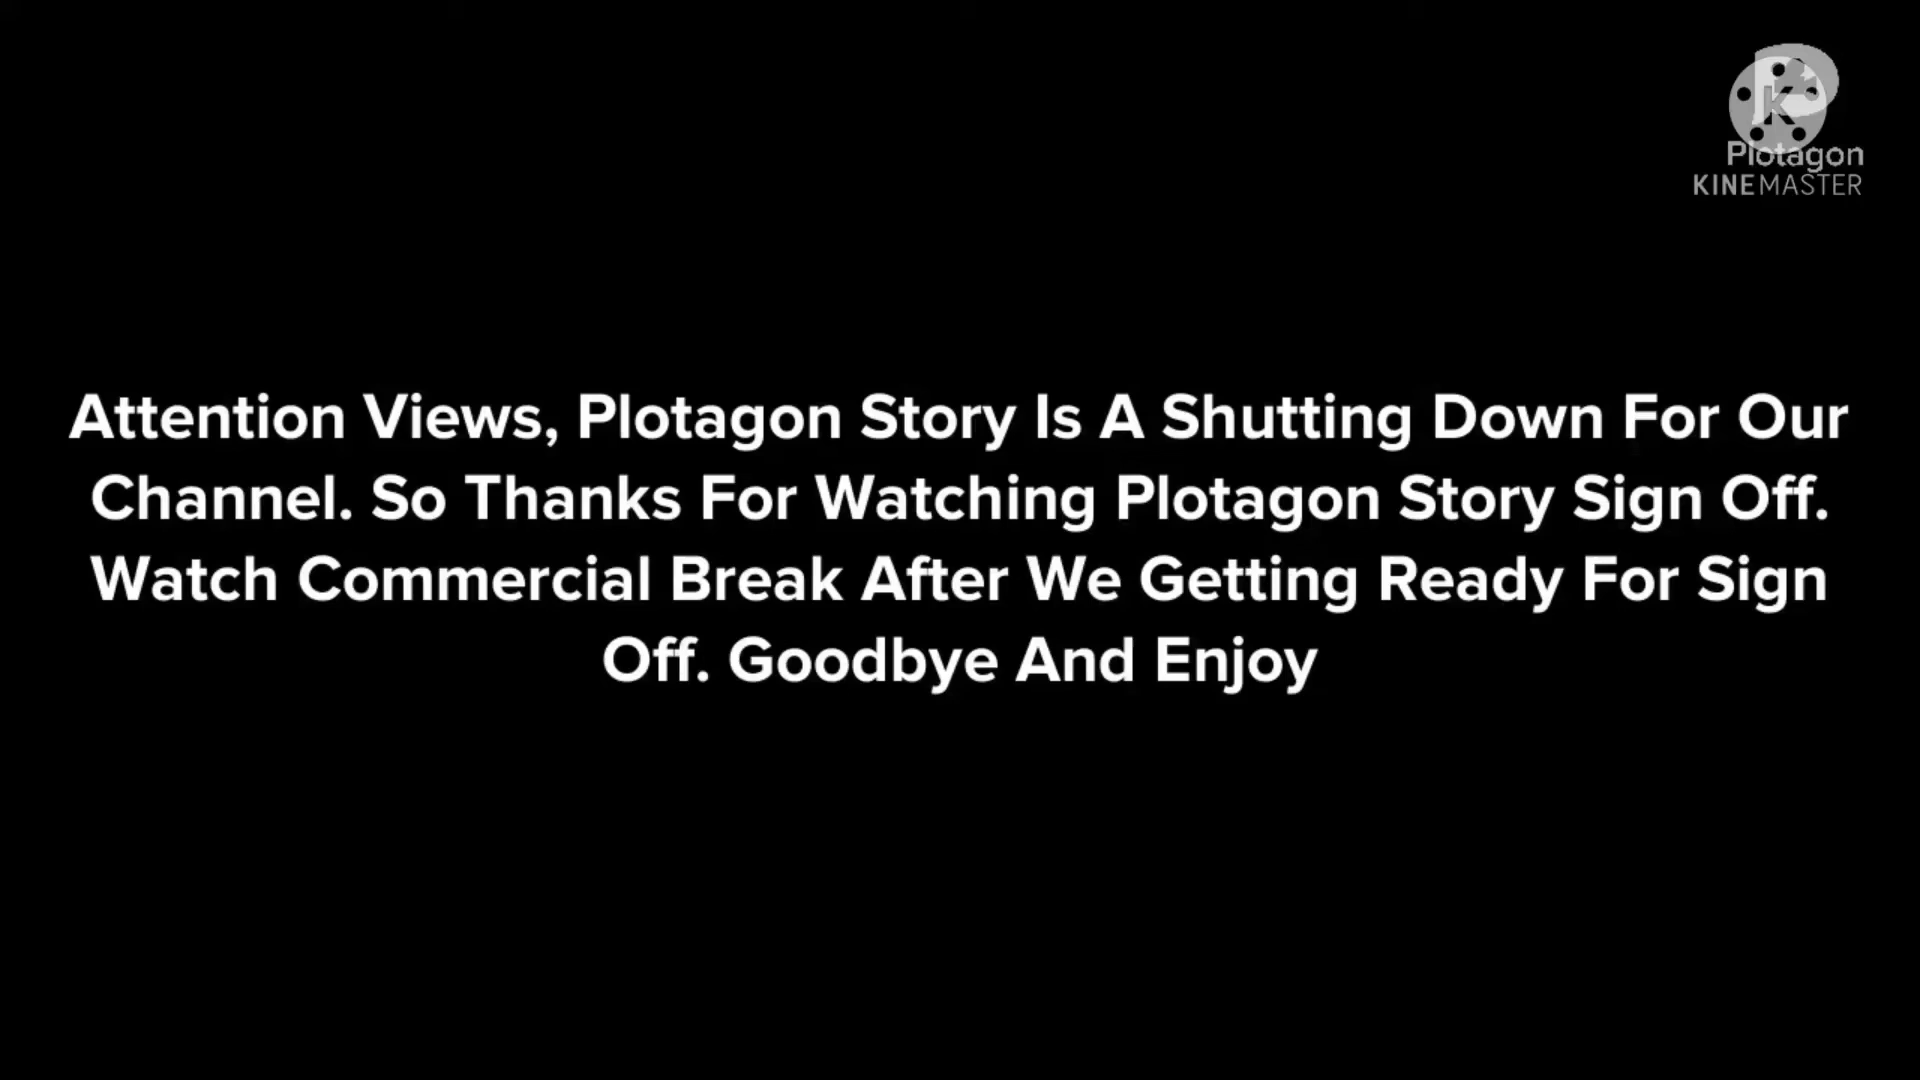 Plotagon
KINEMASTER
Attention Views, Plotagon Story Is A Shutting Down For Our
Channel. So Thanks For Watching Plotagon Story Sign Off.
Watch Commercial Break After We Getting Ready For Sign
Off. Goodbye And Enjoy